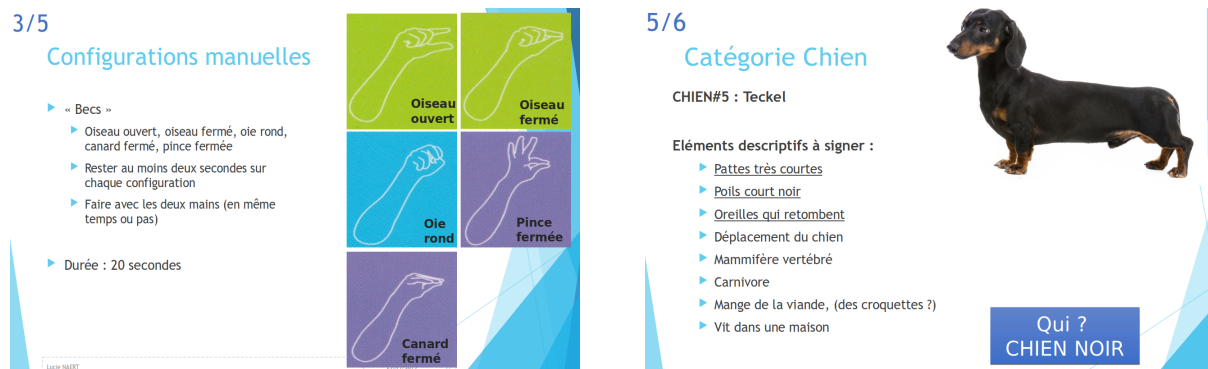 3/5
Configurations manuelles
« Becs »
Oiseau ouvert, oiseau fermé, oie rond,
canard fermé, pince fermée
Rester au moins deux secondes sur
chaque configuration
Faire avec les deux mains (en même
temps ou pas)
Durée : 20 secondes
Oiseau
ouvert
Oiseau
fermé
Oie
rond
Pince
fermée
Canard
fermé
Lucie NAERT
5/6
Catégorie Chien
CHIEN#5 : Teckel
Eléments descriptifs à signer :
Pattes très courtes
Poils court noir
Oreilles qui retombent
Déplacement du chien
Mammifère vertébré
Carnivore
Mange de la viande, (des croquettes ?)
Vit dans une maison
Qui ?
CHIEN NOIR